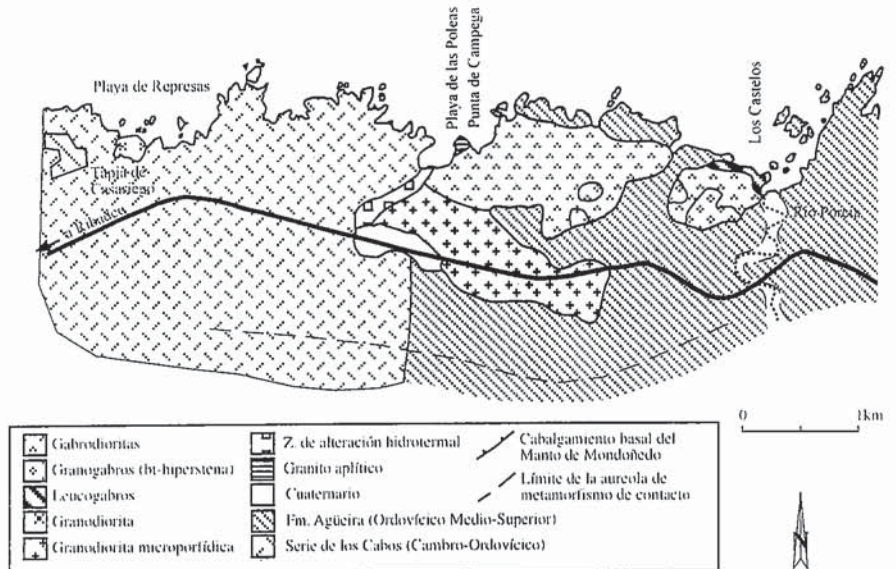 Playa de las Poleas
Punta de Campega
Playa de Represas
Los Castelos
Tapia de
Casariego
a Ribadeo
Río Porcía
0 1km
Gabrodioritas
Granogabros (bt-hiperstena)
Leucogabros
Granodiorita
Granodiorita microporfídica
Z. de alteración hidrotermal
Granito aplítico
Cuaternario
Fm. Agüeira (Ordovícico Medio-Superior)
Serie de los Cabos (Cambro-Ordovícico)
Cabalgamiento basal del
Manto de Mondoñedo
Límite de la aureola de
metamorfismo de contacto
N